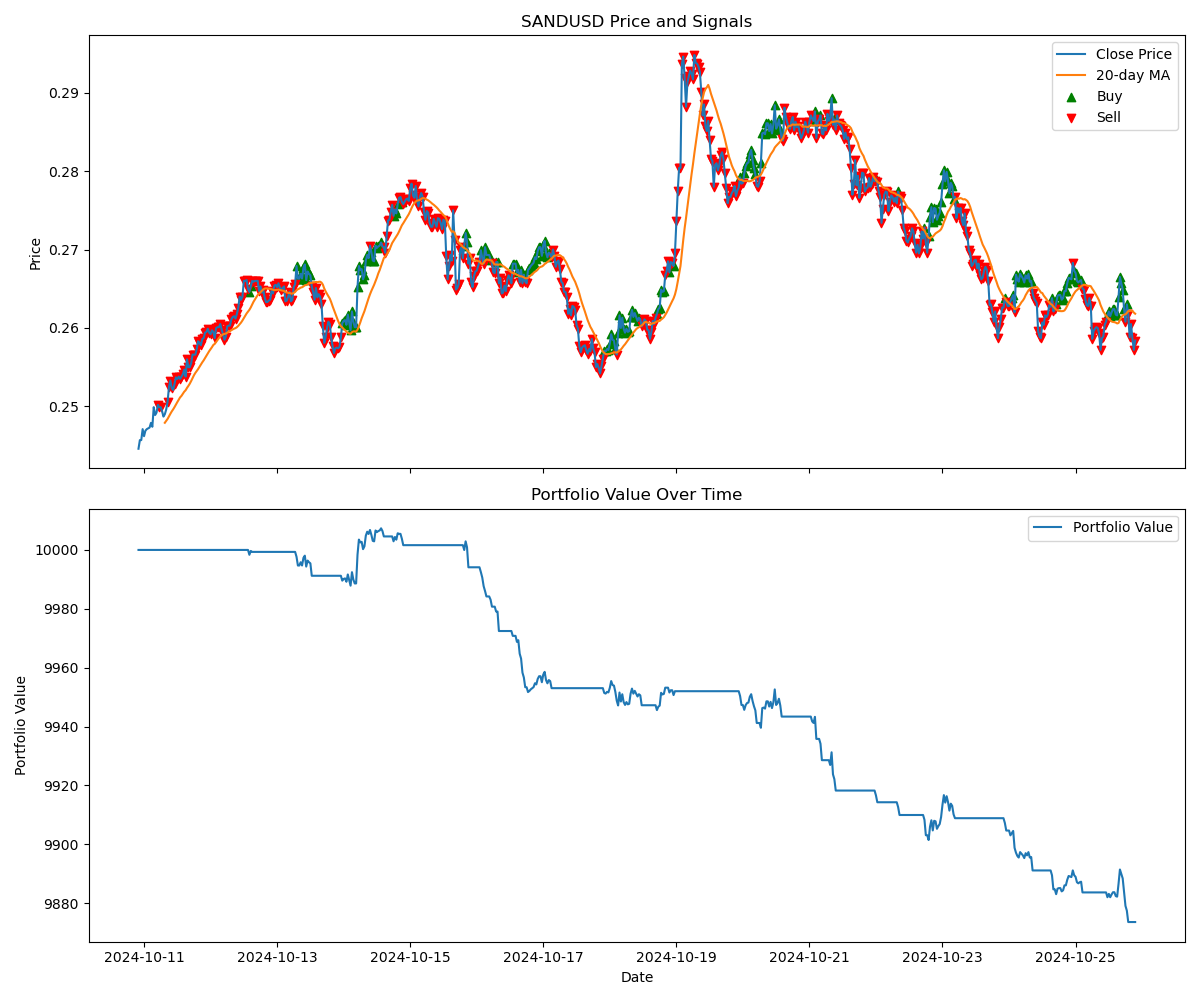 SANDUSD Price and Signals
Close Price
20-day MA
Buy
Sell
Price
0.29
0.28
0.27
0.26
0.25
Portfolio Value Over Time
Portfolio Value
Portfolio Value
10000
9980
9960
9940
9920
9900
9880
2024-10-11 2024-10-13 2024-10-15 2024-10-17 2024-10-19 2024-10-21 2024-10-23 2024-10-25
Date